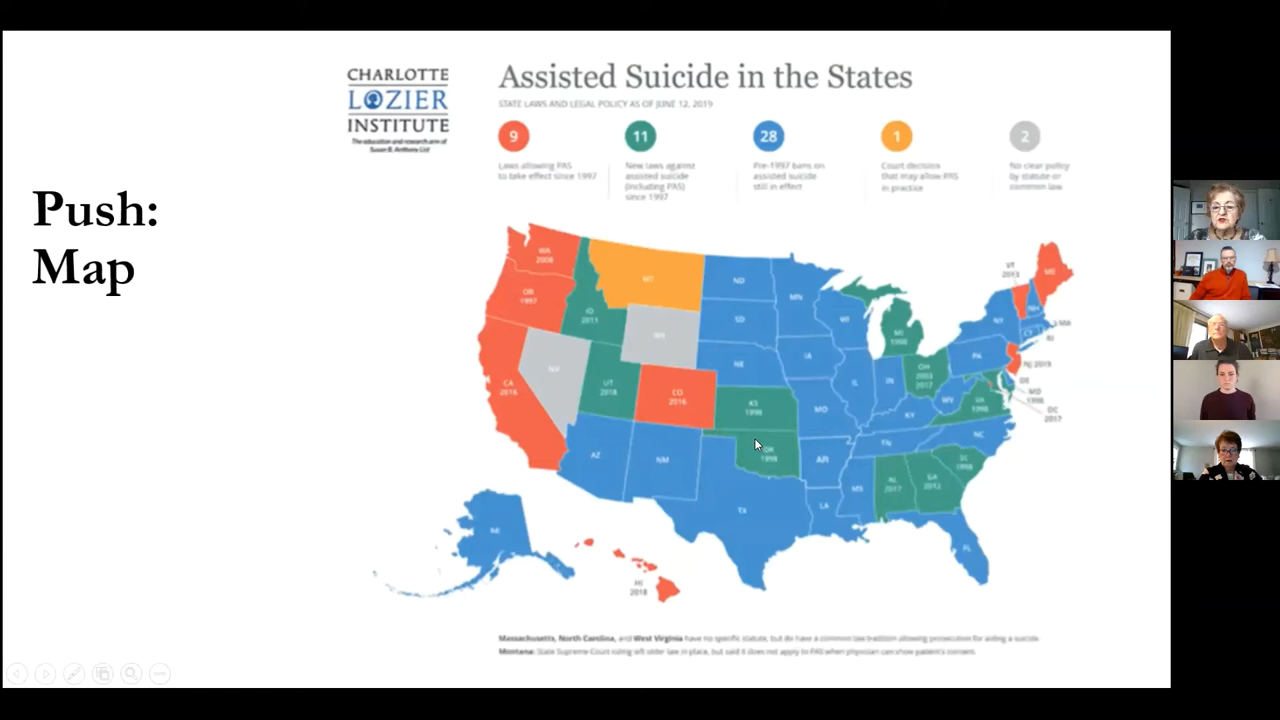 CHARLOTTE
LOZIER
INSTITUTE
The education and research arm of
Susan B. Anthony List
Assisted Suicide in the States
STATE LAWS AND LEGAL POLICY AS OF JUNE 12, 2019
9
11
28
1
2
Laws allowing PAS
to take effect since 1997
New laws against
assisted suicide
(including PAS)
since 1997
Pre-1997 bans on
assisted suicide
still in effect
Court decision
that may allow PAS
in practice
No clear policy
by statute or
common law
Push:
Map
WA
2008
OR
1997
CA
2016
ID
2011
NV
UT
2018
MT
CO
2016
AZ
NM
ND
SD
NE
KS
1998
OK
1998
TX
MN
IA
MO
AR
LA
WI
IL
MS
MI
1998
IN
OH
2003
2017
KY
TN
AL
2017
GA
2012
SC
1998
NC
VA
1998
WV
PA
NY
VT
2013
NH
ME
MA
RI
NJ 2019
DE
MD
1998
DC
2017
FL
HI
2018
Massachusetts, North Carolina, and West Virginia have no specific statute, but do have a common law tradition allowing prosecution for aiding a suicide.
Montana: State Supreme Court ruling left older law in place, but said it does not apply to PAS when physician can show patient's consent.